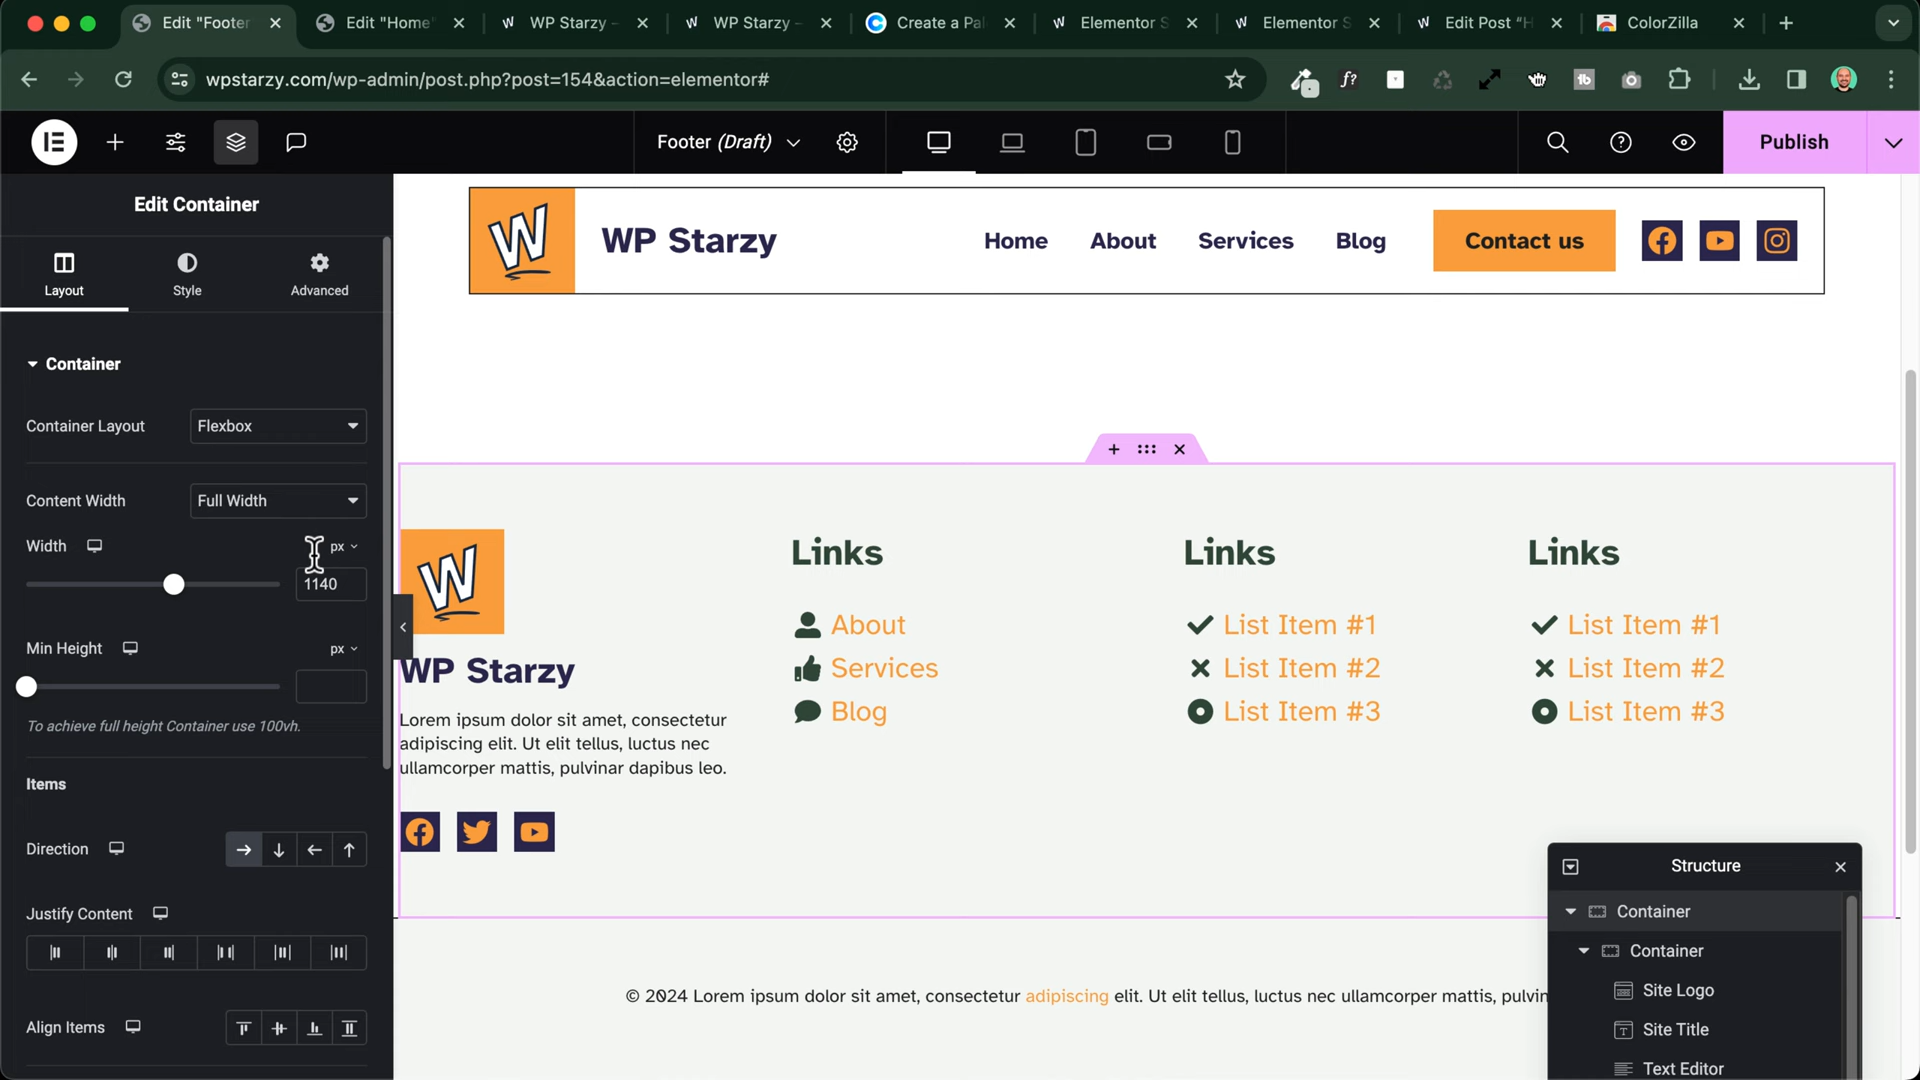 Edit "Footer
Edit "Home"
WP Starzy –
WP Starzy –
Create a Pal
Elementor S
Elementor S
Edit Post "H
ColorZilla
wpstarzy.com/wp-admin/post.php?post=154&action=elementor#
f?
tb
Footer (Draft)
Publish
Edit Container
Layout
Style
Advanced
Container
Container Layout
Flexbox
Content Width
Full Width
Width
px
1140
Min Height
px
To achieve full height Container use 100vh.
Items
Direction
Justify Content
Align Items
W
WP Starzy
Home
About
Services
Blog
Contact us
W
WP Starzy
Lorem ipsum dolor sit amet, consectetur
adipiscing elit. Ut elit tellus, luctus nec
ullamcorper mattis, pulvinar dapibus leo.
Links
About
Services
Blog
Links
List Item #1
List Item #2
List Item #3
Links
List Item #1
List Item #2
List Item #3
© 2024 Lorem ipsum dolor sit amet, consectetur adipiscing elit. Ut elit tellus, luctus nec ullamcorper mattis, pulvin
Structure
Container
Container
Site Logo
Site Title
Text Editor